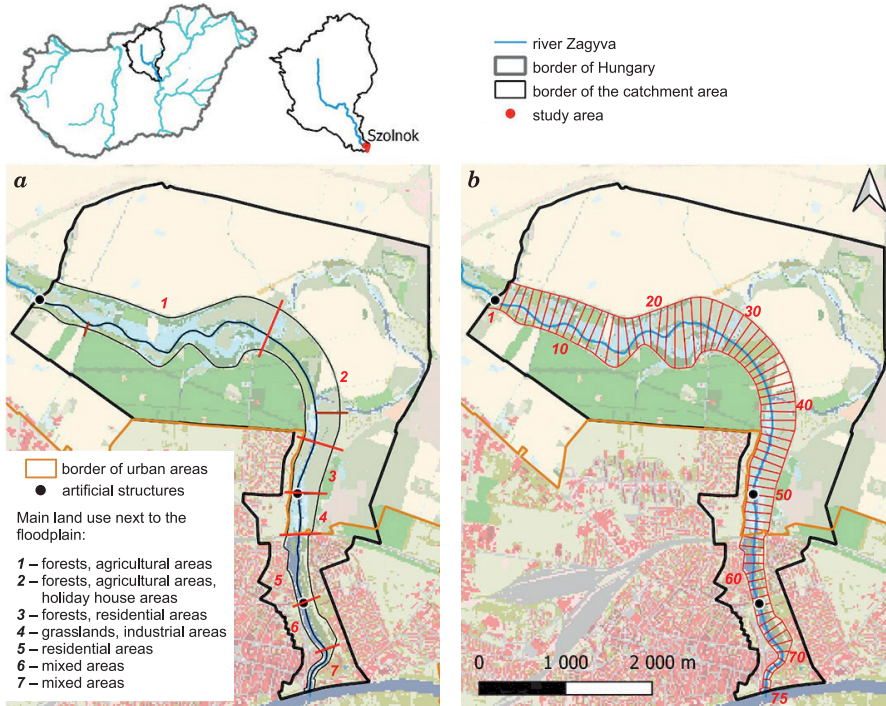 Szolnok
river Zagyva
border of Hungary
border of the catchment area
study area
a
1
2
3
4
5
6
7
border of urban areas
artificial structures
Main land use next to the
floodplain:
1 – forests, agricultural areas
2 – forests, agricultural areas,
holiday house areas
3 – forests, residential areas
4 – grasslands, industrial areas
5 – residential areas
6 – mixed areas
7 – mixed areas
b
1
10
20
30
40
50
60
70
75
0 1 000 2 000 m